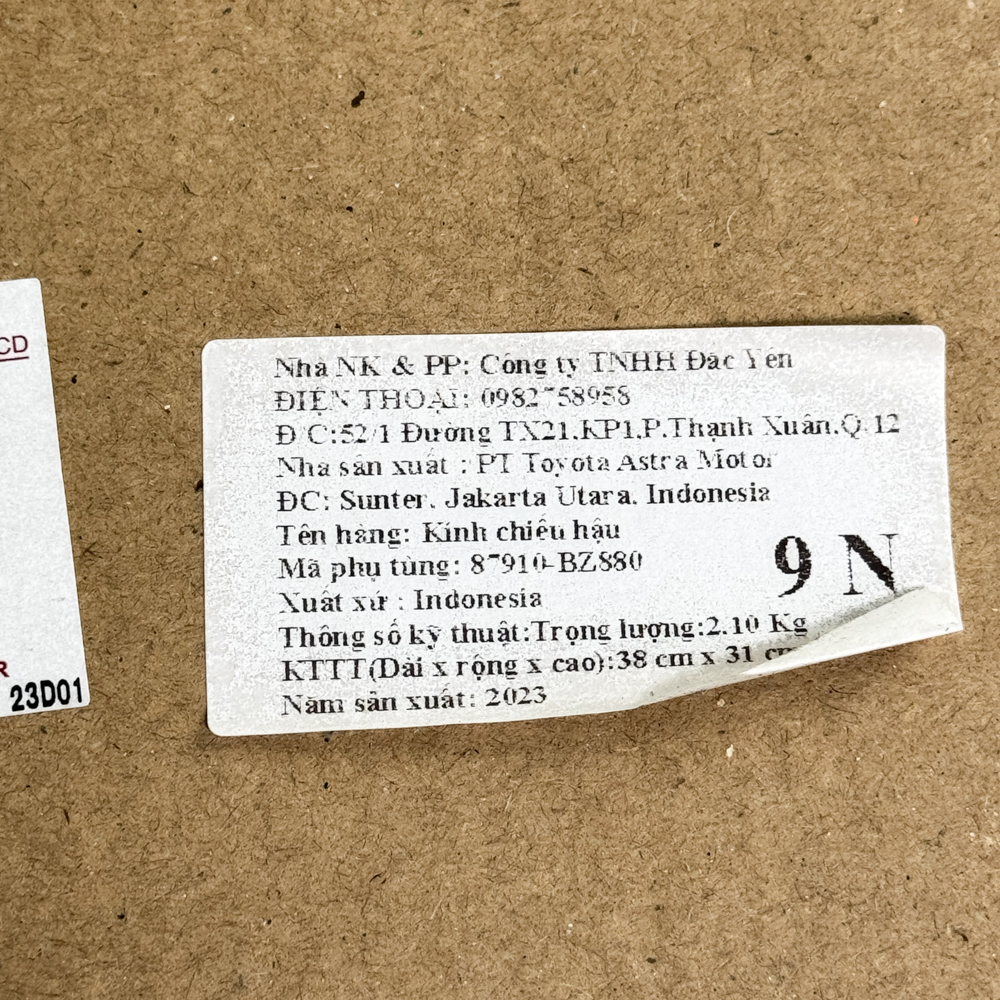 CD
R
23D01
Nhà NK & PP: Công ty TNHH Đắc Yên
ĐIỆN THOẠI: 0982758958
Đ/C:52/1 Đường TX21.KP1.P.Thạnh Xuân.Q.12
Nhà sản xuất : PT Toyota Astra Motor
ĐC: Sunter. Jakarta Utara. Indonesia
Tên hàng: Kính chiếu hậu
Mã phụ tùng: 87910-BZ880
9 N
Xuất xứ : Indonesia
Thông số kỹ thuật:Trọng lượng:2.10 Kg
KTTT(Dài x rộng x cao):38 cm x 31 cm
Năm sản xuất: 2023